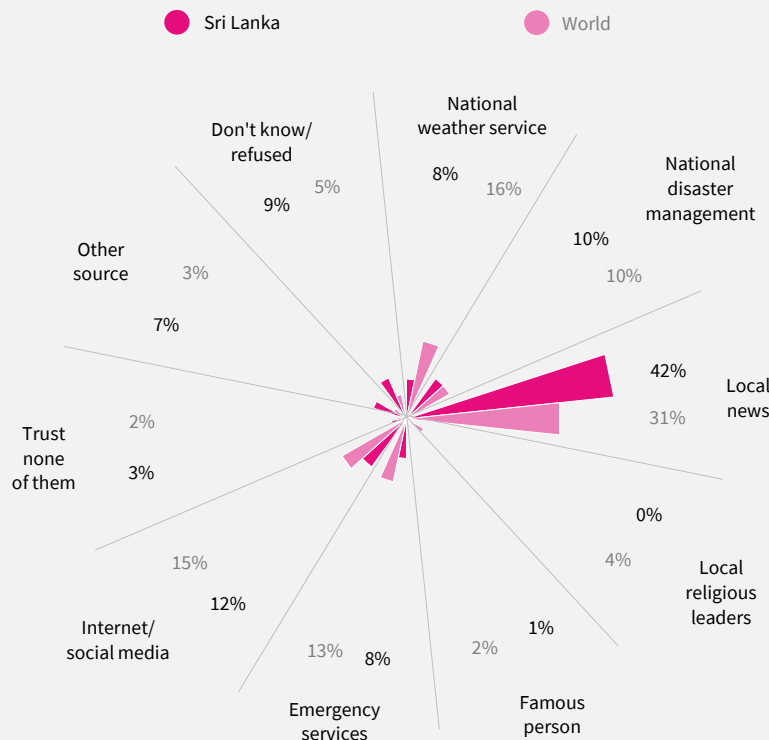 Sri Lanka
World
National
weather service
8%
16%
National
disaster
management
10%
10%
42%
Local
news
31%
0%
4%
Local
religious
leaders
1%
2%
Famous
person
13%
8%
Emergency
services
15%
12%
Internet/
social media
2%
Trust
none
of them
3%
Other
source
3%
7%
Don't know/
refused
5%
9%